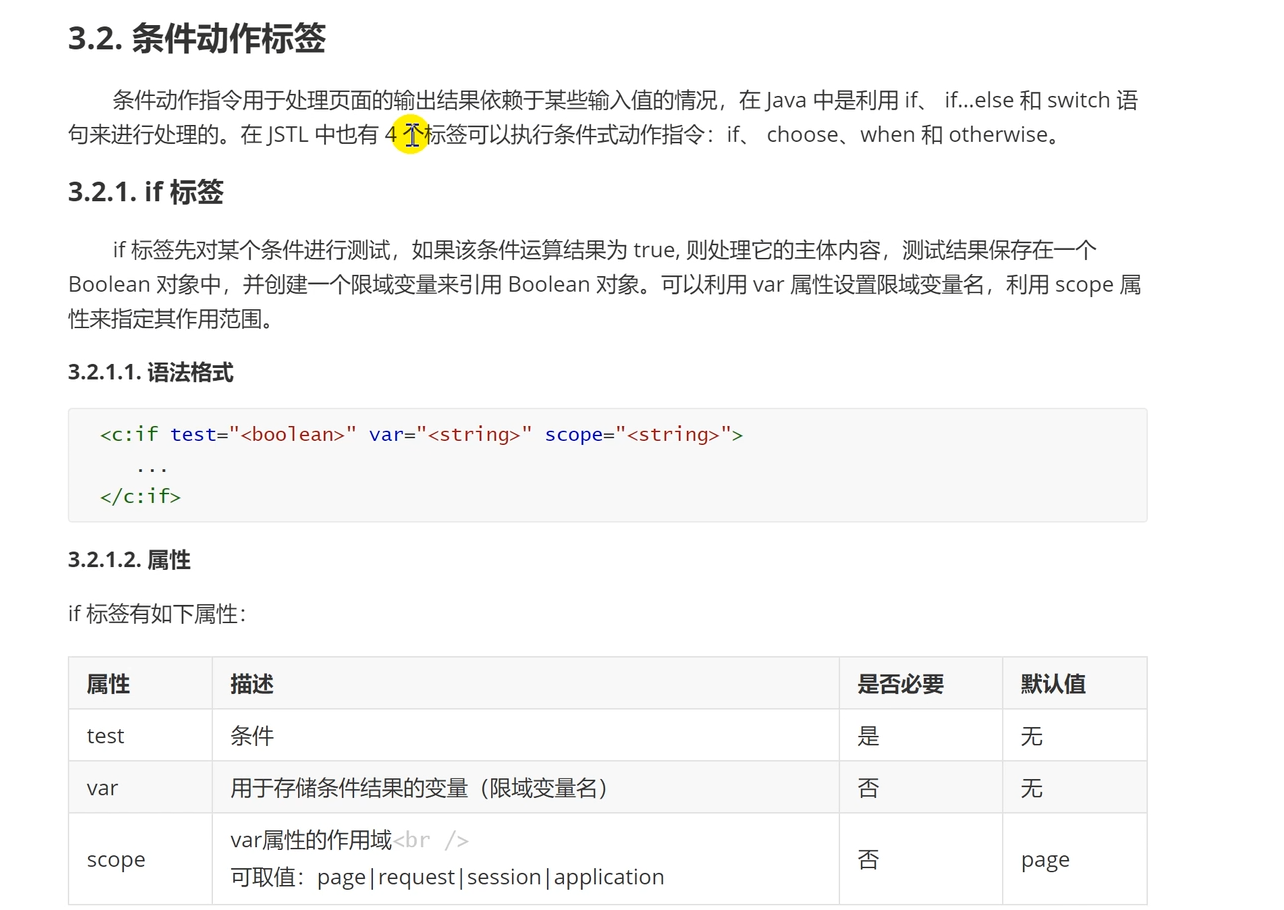 3.2. 条件动作标签
条件动作指令用于处理页面的输出结果依赖于某些输入值的情况，在 Java 中是利用 if、 if...else 和 switch 语
句来进行处理的。在 JSTL 中也有 4 个标签可以执行条件式动作指令：if、 choose、when 和 otherwise。
3.2.1. if 标签
if 标签先对某个条件进行测试，如果该条件运算结果为 true, 则处理它的主体内容，测试结果保存在一个
Boolean 对象中，并创建一个限域变量来引用 Boolean 对象。可以利用 var 属性设置限域变量名，利用 scope 属
性来指定其作用范围。
3.2.1.1. 语法格式
<c:if test="<boolean>" var="<string>" scope="<string>">
...
</c:if>
3.2.1.2. 属性
if 标签有如下属性：
属性 描述 是否必要 默认值
test 条件 是 无
var 用于存储条件结果的变量（限域变量名） 否 无
scope var属性的作用域<br /> 否 page
可取值：page|request|session|application